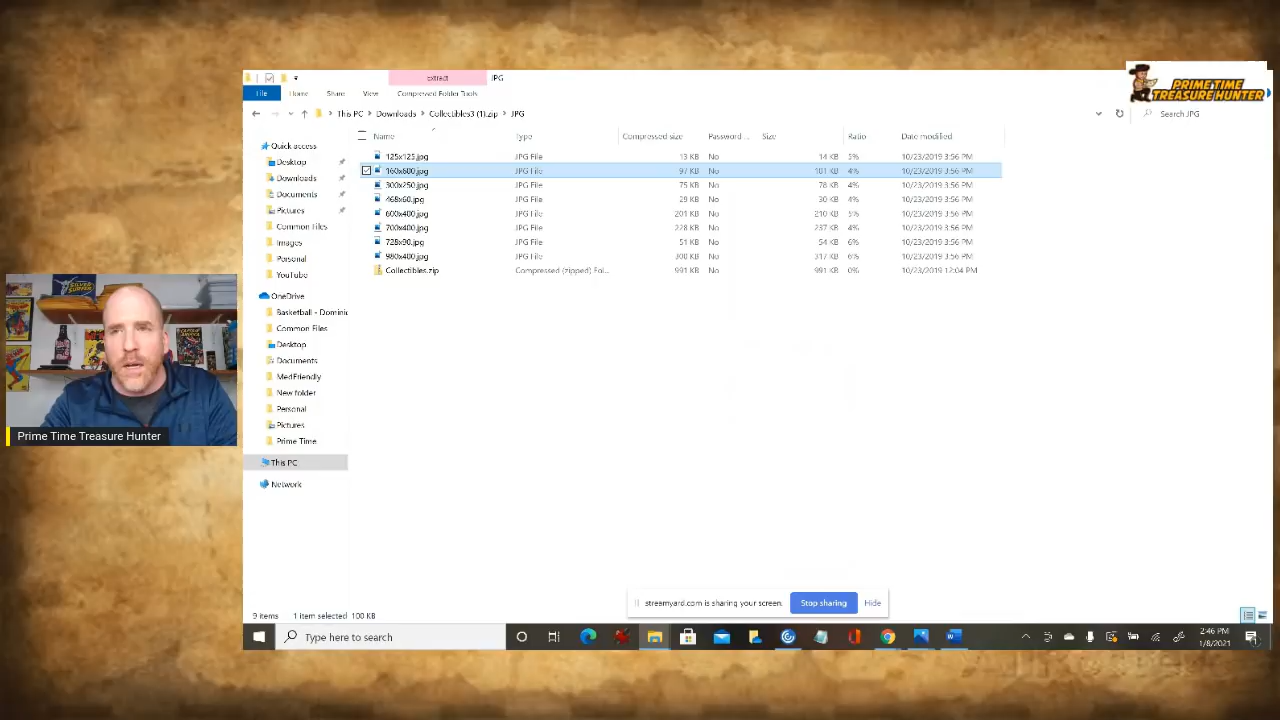 Extract JPG
File Home Share View Compressed Folder Tools
This PC Downloads Collectibles3 (1).zip JPG Search JPG
PRIME TIME
TREASURE HUNTER
Name Type Compressed size Password ... Size Ratio Date modified
125x125.jpg JPG File 13 KB No 14 KB 5% 10/23/2019 3:56 PM
160x600.jpg JPG File 97 KB No 101 KB 4% 10/23/2019 3:56 PM
300x250.jpg JPG File 75 KB No 78 KB 4% 10/23/2019 3:56 PM
468x60.jpg JPG File 29 KB No 30 KB 4% 10/23/2019 3:56 PM
600x400.jpg JPG File 201 KB No 210 KB 5% 10/23/2019 3:56 PM
700x400.jpg JPG File 228 KB No 237 KB 4% 10/23/2019 3:56 PM
728x90.jpg JPG File 51 KB No 54 KB 6% 10/23/2019 3:56 PM
980x400.jpg JPG File 300 KB No 317 KB 6% 10/23/2019 3:56 PM
Collectibles.zip Compressed (zipped) Fol... 991 KB No 991 KB 0% 10/23/2019 12:04 PM
Quick access
Desktop
Downloads
Documents
Pictures
Common Files
Images
Personal
YouTube
OneDrive
Basketball - Domini
Common Files
Desktop
Documents
MedFriendly
New folder
Personal
Pictures
Prime Time
This PC
Network
SILVER
SURFER
CAPTAIN
AMERICA
Prime Time Treasure Hunter
streamyard.com is sharing your screen. Stop sharing Hide
9 items 1 item selected 100 KB
Type here to search
2:46 PM
1/8/2021